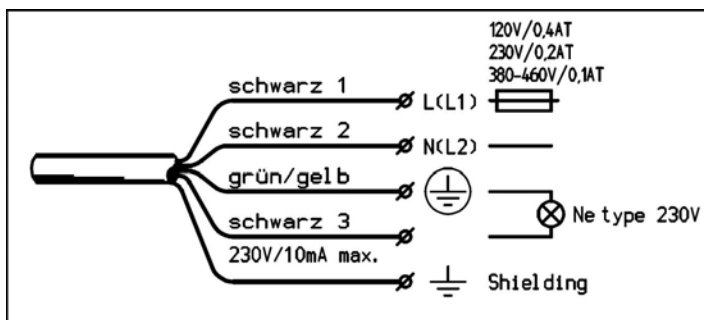 120V/0,4AT
230V/0,2AT
380-460V/0,1AT
schwarz 1
L(L1)
schwarz 2
N(L2)
grün/gelb
schwarz 3
Ne type 230V
230V/10mA max.
Shielding